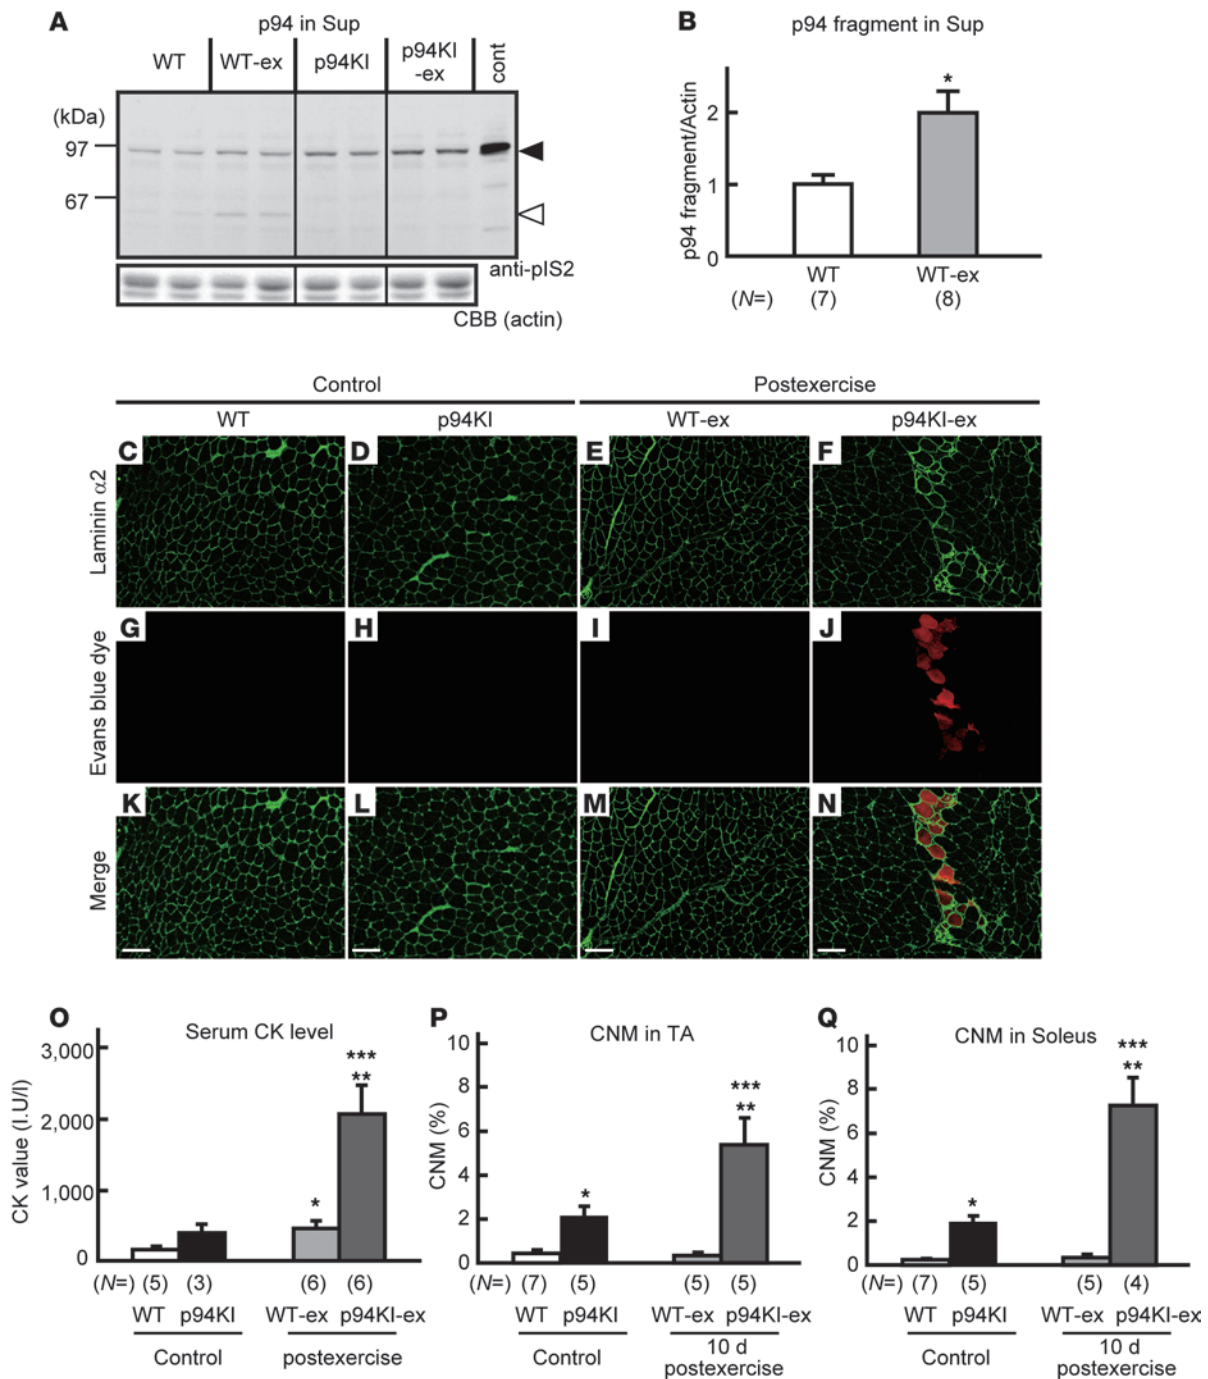 A
p94 in Sup
WT
WT-ex
p94KI
p94KI
-ex
cont
(kDa)
97
67
anti-pIS2
CBB (actin)
B
p94 fragment in Sup
p94 fragment/Actin
2
1
0
*
WT
WT-ex
(N=)
(7)
(8)
Control
Postexercise
WT
p94KI
WT-ex
p94KI-ex
Laminin α2
C
D
E
F
Evans blue dye
G
H
I
J
Merge
K
L
M
N
O
Serum CK level
CK value (I.U/l)
3,000
2,000
1,000
0
*
***
**
(N=) (5) (3) (6) (6)
WT p94KI WT-ex p94KI-ex
Control postexercise
P
CNM in TA
CNM (%)
10
8
6
4
2
0
*
***
**
(N=) (7) (5) (5) (5)
WT p94KI WT-ex p94KI-ex
Control
10 d
postexercise
Q
CNM in Soleus
CNM (%)
10
8
6
4
2
0
*
***
**
(N=) (7) (5) (5) (4)
WT p94KI WT-ex p94KI-ex
Control
10 d
postexercise